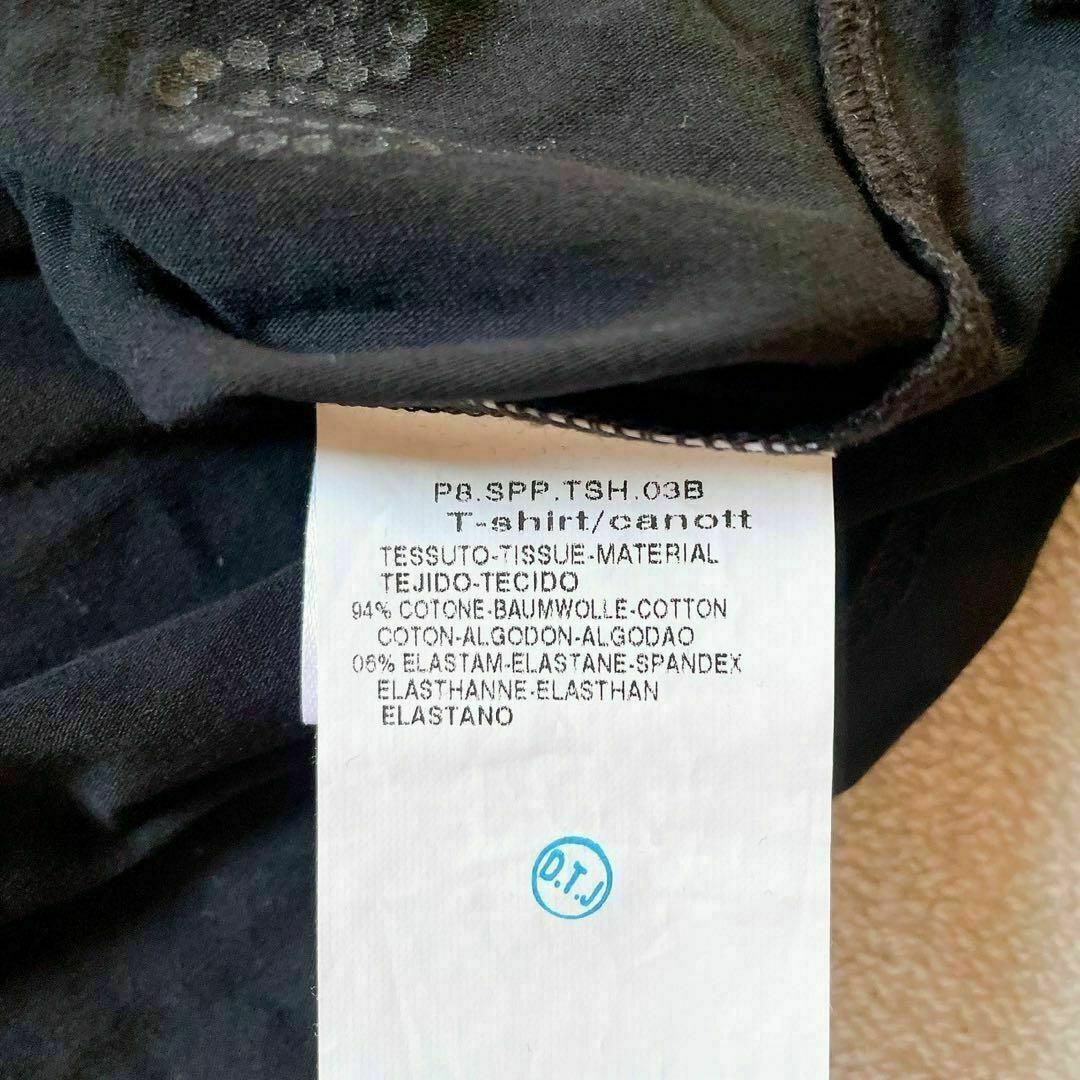 P8.SPP.TSH.03B
T-shirt/canott
TESSUTO-TISSUE-MATERIAL
TEJIDO-TECIDO
94% COTONE-BAUMWOLLE-COTTON
COTON-ALGODON-ALGODAO
06% ELASTAM-ELASTANE-SPANDEX
ELASTHANNE-ELASTHAN
ELASTANO
D.T.J